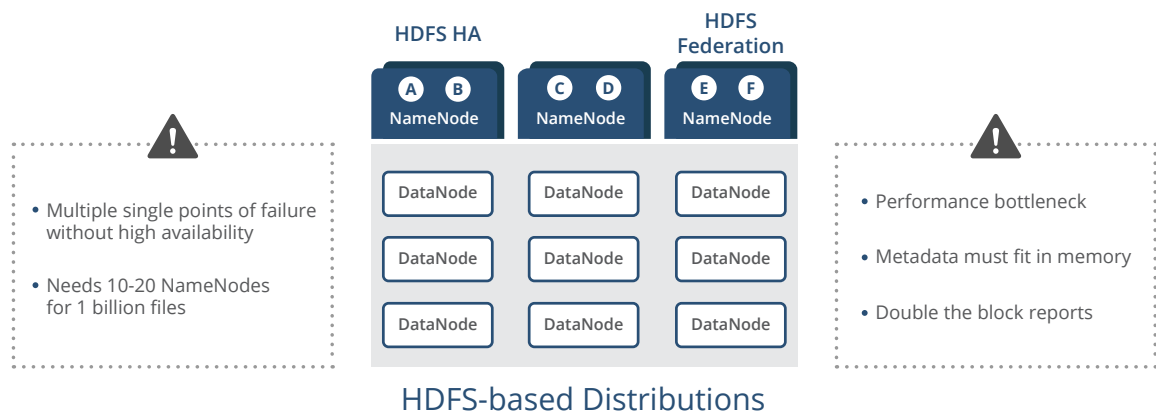 HDFS HA
HDFS
Federation
A B
NameNode
C D
NameNode
E F
NameNode
• Multiple single points of failure
without high availability
• Needs 10-20 NameNodes
for 1 billion files
DataNode DataNode DataNode
DataNode DataNode DataNode
DataNode DataNode DataNode
• Performance bottleneck
• Metadata must fit in memory
• Double the block reports
HDFS-based Distributions